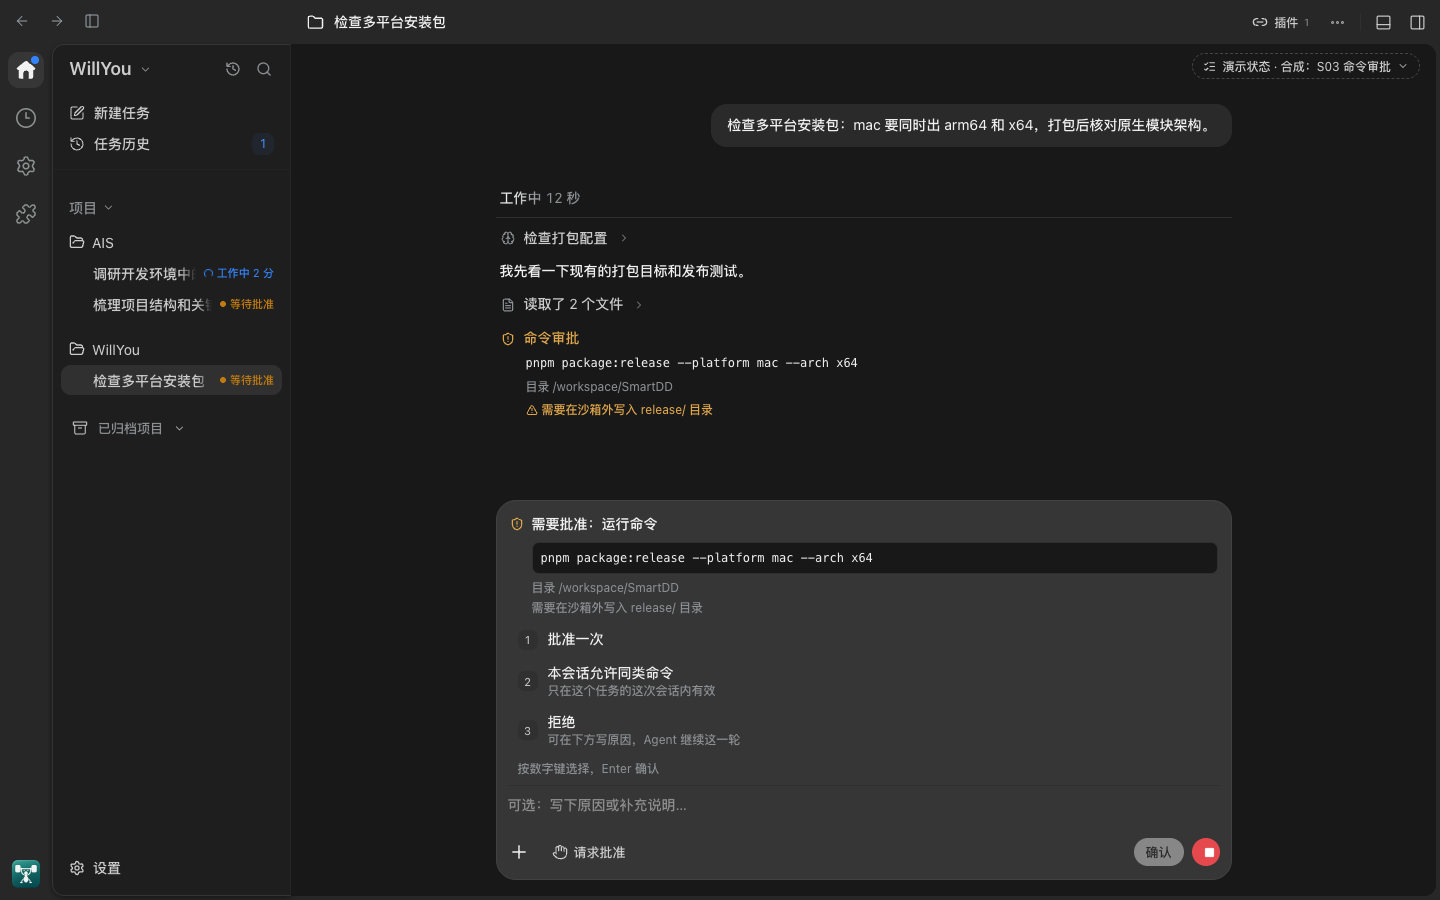 检查多平台安装包
插件 1
WillYou
演示状态 · 合成：S03 命令审批
新建任务
任务历史
1
检查多平台安装包：mac 要同时出 arm64 和 x64，打包后核对原生模块架构。
项目
工作中 12 秒
AIS
检查打包配置
调研开发环境中
工作中 2 分
我先看一下现有的打包目标和发布测试。
梳理项目结构和关
等待批准
读取了 2 个文件
WillYou
命令审批
pnpm package:release --platform mac --arch x64
检查多平台安装包
等待批准
目录 /workspace/SmartDD
需要在沙箱外写入 release/ 目录
已归档项目
需要批准：运行命令
pnpm package:release --platform mac --arch x64
目录 /workspace/SmartDD
需要在沙箱外写入 release/ 目录
1 批准一次
2 本会话允许同类命令
只在这个任务的这次会话内有效
3 拒绝
可在下方写原因，Agent 继续这一轮
按数字键选择，Enter 确认
可选：写下原因或补充说明...
请求批准
确认
设置